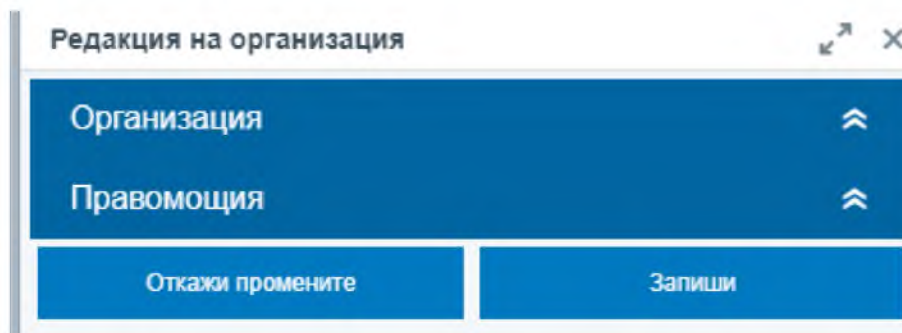 Редакция на организация
Организация
Правомощия
Откажи промените Запиши